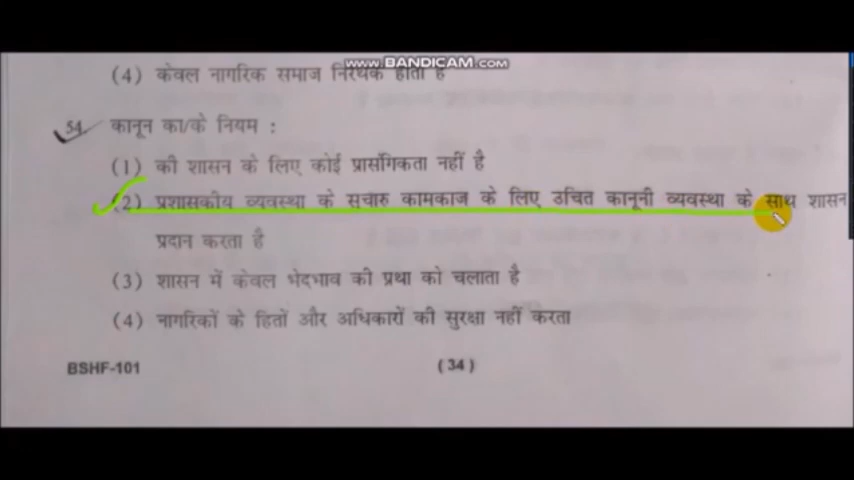 WWW.BANDICAM.COM
(4) केवल नागरिक समाज निरर्थक होता है
54 कानून का/के नियम :
(1) की शासन के लिए कोई प्रासंगिकता नहीं है
(2) प्रशासकीय व्यवस्था के सुचारु कामकाज के लिए उचित कानूनी व्यवस्था के साथ शासन
प्रदान करता है
(3) शासन में केवल भेदभाव की प्रथा को चलाता है
(4) नागरिकों के हितों और अधिकारों की सुरक्षा नहीं करता
BSHF-101 (34)